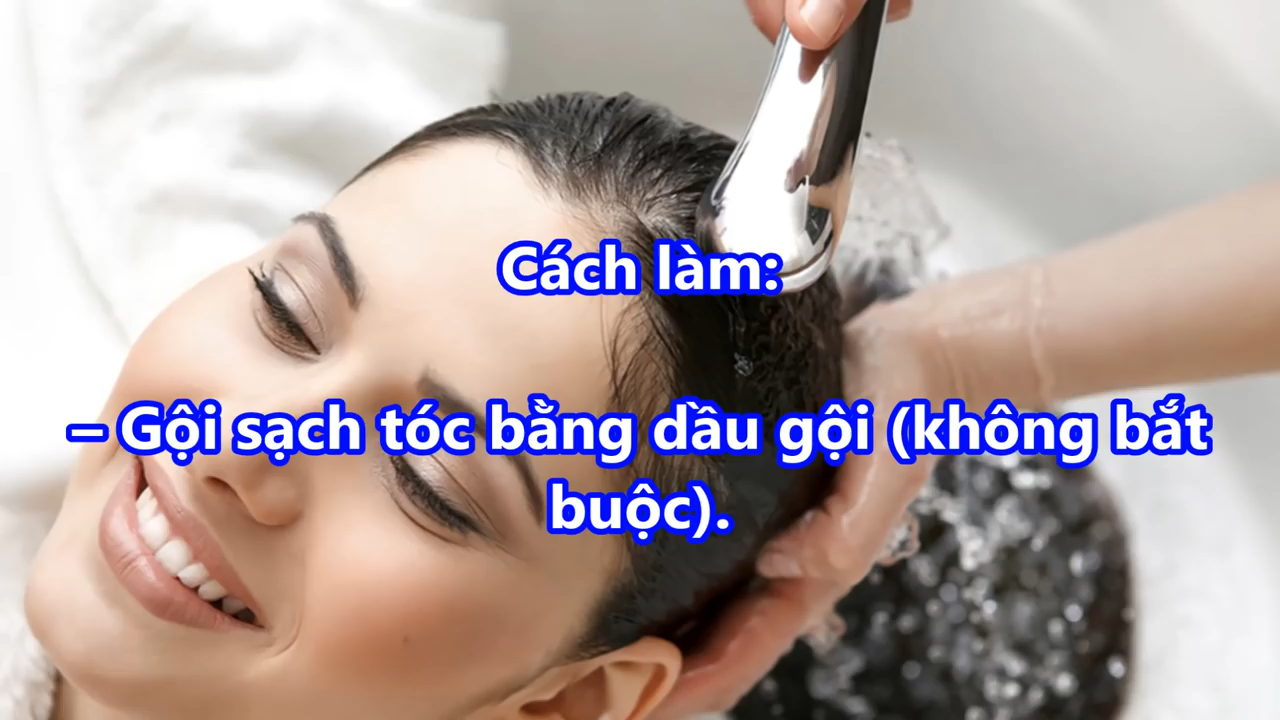 Cách làm:
– Gội sạch tóc bằng dầu gội (không bắt
buộc).